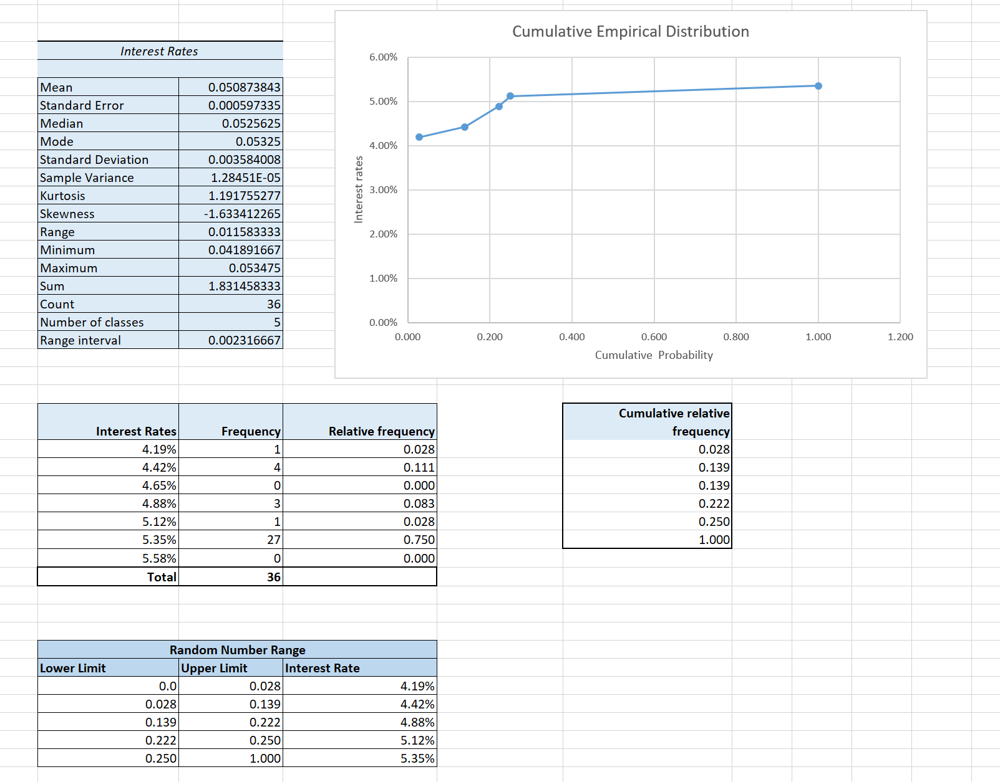 Interest Rates
Mean 0.050873843
Standard Error 0.000597335
Median 0.0525625
Mode 0.05325
Standard Deviation 0.003584008
Sample Variance 1.28451E-05
Kurtosis 1.191755277
Skewness -1.633412265
Range 0.011583333
Minimum 0.041891667
Maximum 0.053475
Sum 1.831458333
Count 36
Number of classes 5
Range interval 0.002316667
Cumulative Empirical Distribution
6.00%
5.00%
4.00%
3.00%
2.00%
1.00%
0.00%
Interest rates
0.000 0.200 0.400 0.600 0.800 1.000 1.200
Cumulative Probability
Interest Rates Frequency Relative frequency
4.19% 1 0.028
4.42% 4 0.111
4.65% 0 0.000
4.88% 3 0.083
5.12% 1 0.028
5.35% 27 0.750
5.58% 0 0.000
Total 36
Cumulative relative
frequency
0.028
0.139
0.139
0.222
0.250
1.000
Random Number Range
Lower Limit Upper Limit Interest Rate
0.0 0.028 4.19%
0.028 0.139 4.42%
0.139 0.222 4.88%
0.222 0.250 5.12%
0.250 1.000 5.35%